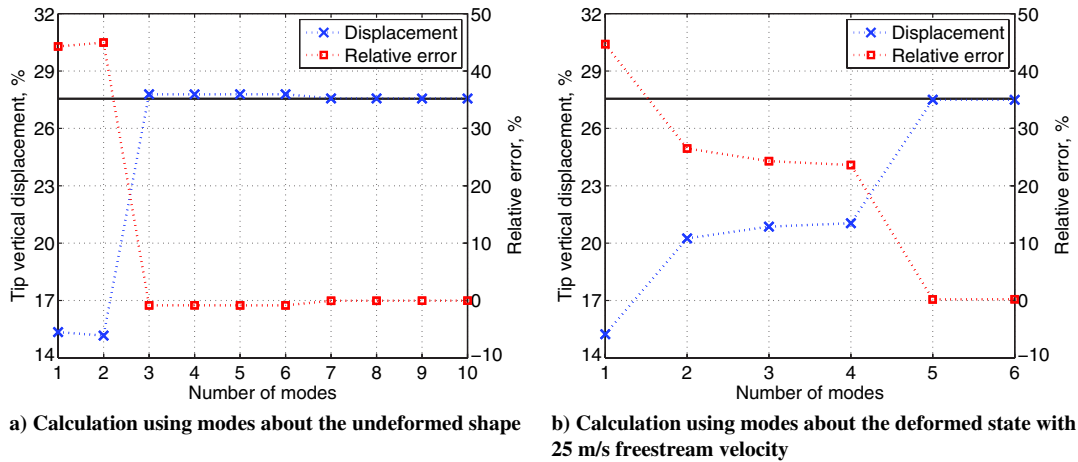 32
29
26
23
20
17
14
Tip vertical displacement, %
50
40
30
20
10
0
−10
Relative error, %
Displacement
Relative error
1 2 3 4 5 6 7 8 9 10
Number of modes
a) Calculation using modes about the undeformed shape
32
29
26
23
20
17
14
Tip vertical displacement, %
50
40
30
20
10
0
−10
Relative error, %
Displacement
Relative error
1 2 3 4 5 6
Number of modes
b) Calculation using modes about the deformed state with
25 m/s freestream velocity